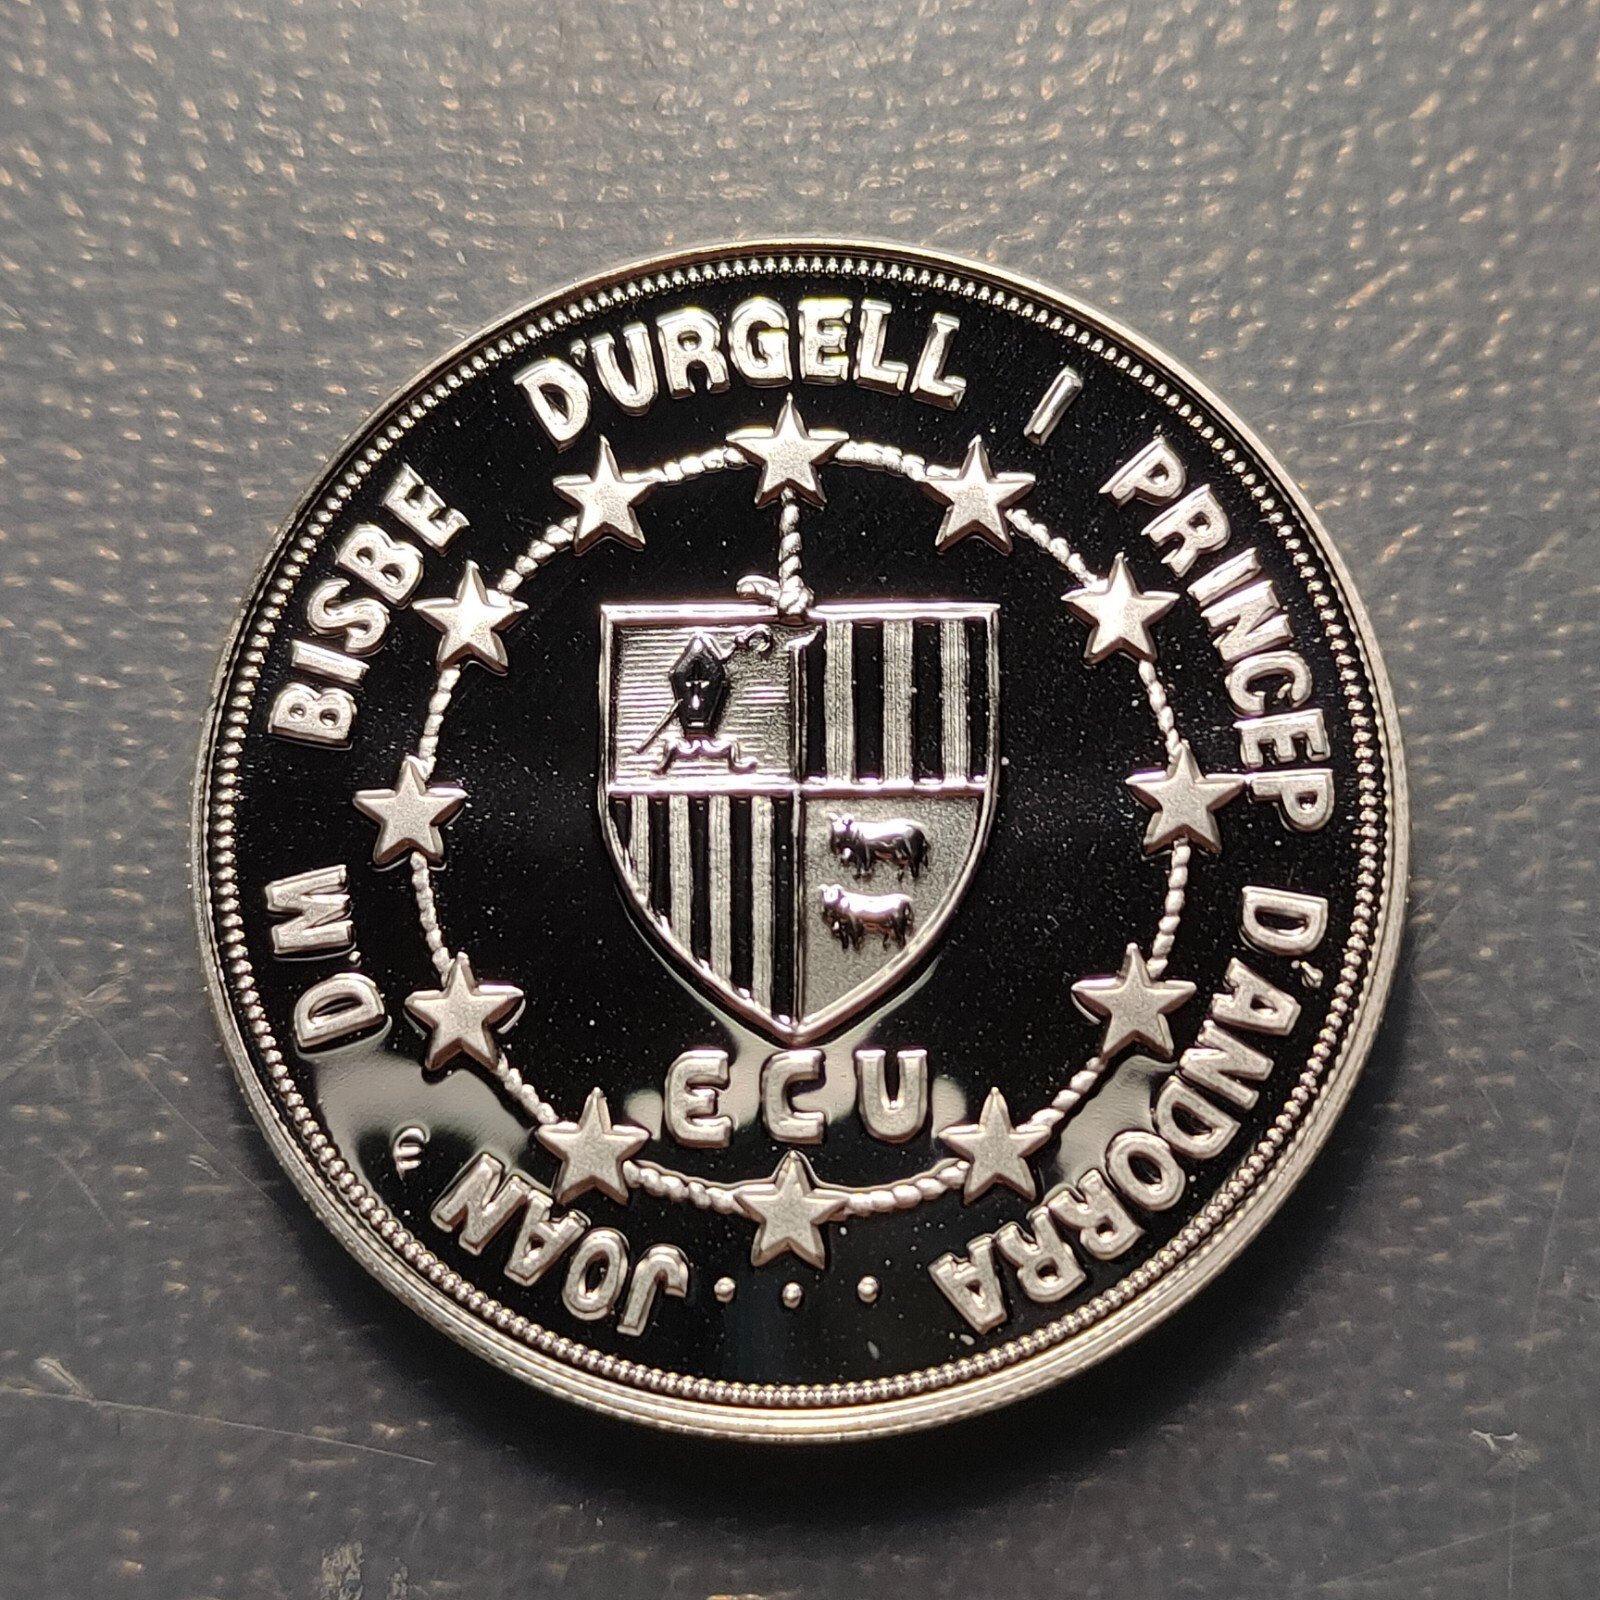 JOAN D.M BISBE D'URGELL I PRINCEP D'ANDORRA
ECU